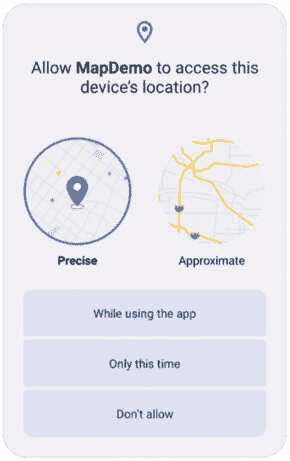 Allow MapDemo to access this
device's location?
Precise
Approximate
While using the app
Only this time
Don't allow